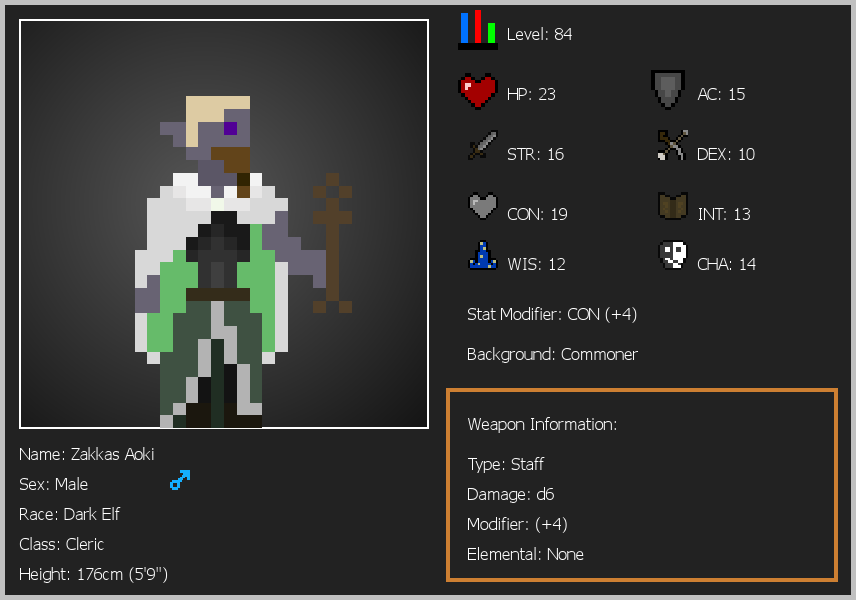 Level: 84
HP: 23
AC: 15
STR: 16
DEX: 10
CON: 19
INT: 13
WIS: 12
CHA: 14
Stat Modifier: CON (+4)
Background: Commoner
Weapon Information:
Type: Staff
Damage: d6
Modifier: (+4)
Elemental: None
Name: Zakkas Aoki
Sex: Male
Race: Dark Elf
Class: Cleric
Height: 176cm (5'9")